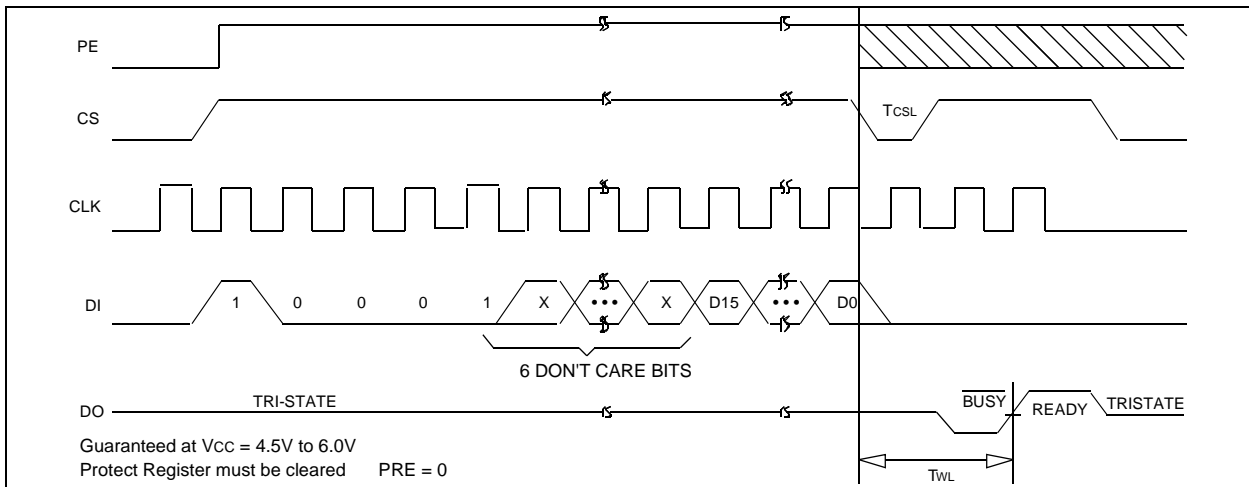 PE
CS
TCSL
CLK
DI 1 0 0 0 1 X ••• X D15 ••• D0
6 DON'T CARE BITS
DO TRI-STATE BUSY READY TRISTATE
Guaranteed at VCC = 4.5V to 6.0V
Protect Register must be cleared PRE = 0
TWL